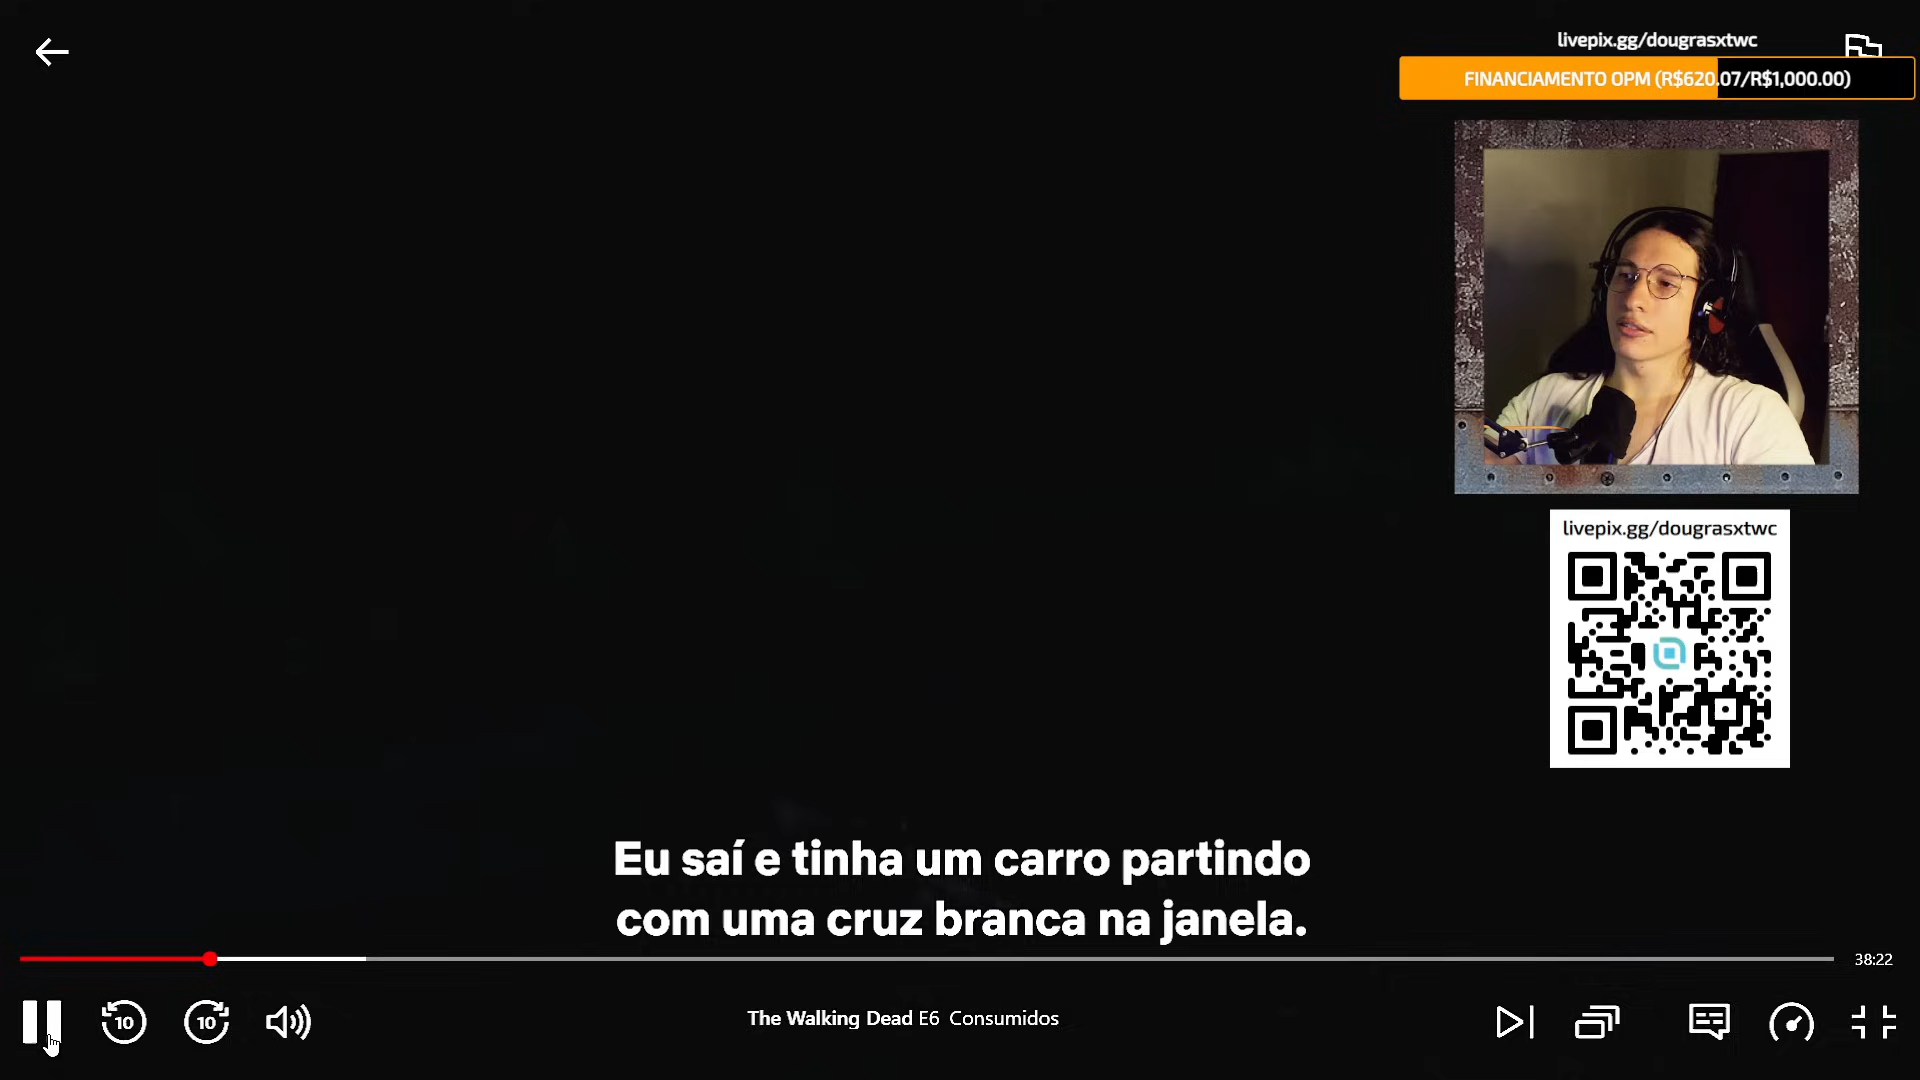 livepix.gg/dougrasxtwc
FINANCIAMENTO OPM (R$620.07/R$1,000.00)
livepix.gg/dougrasxtwc
Eu saí e tinha um carro partindo
com uma cruz branca na janela.
38:22
10
10
The Walking Dead E6 Consumidos